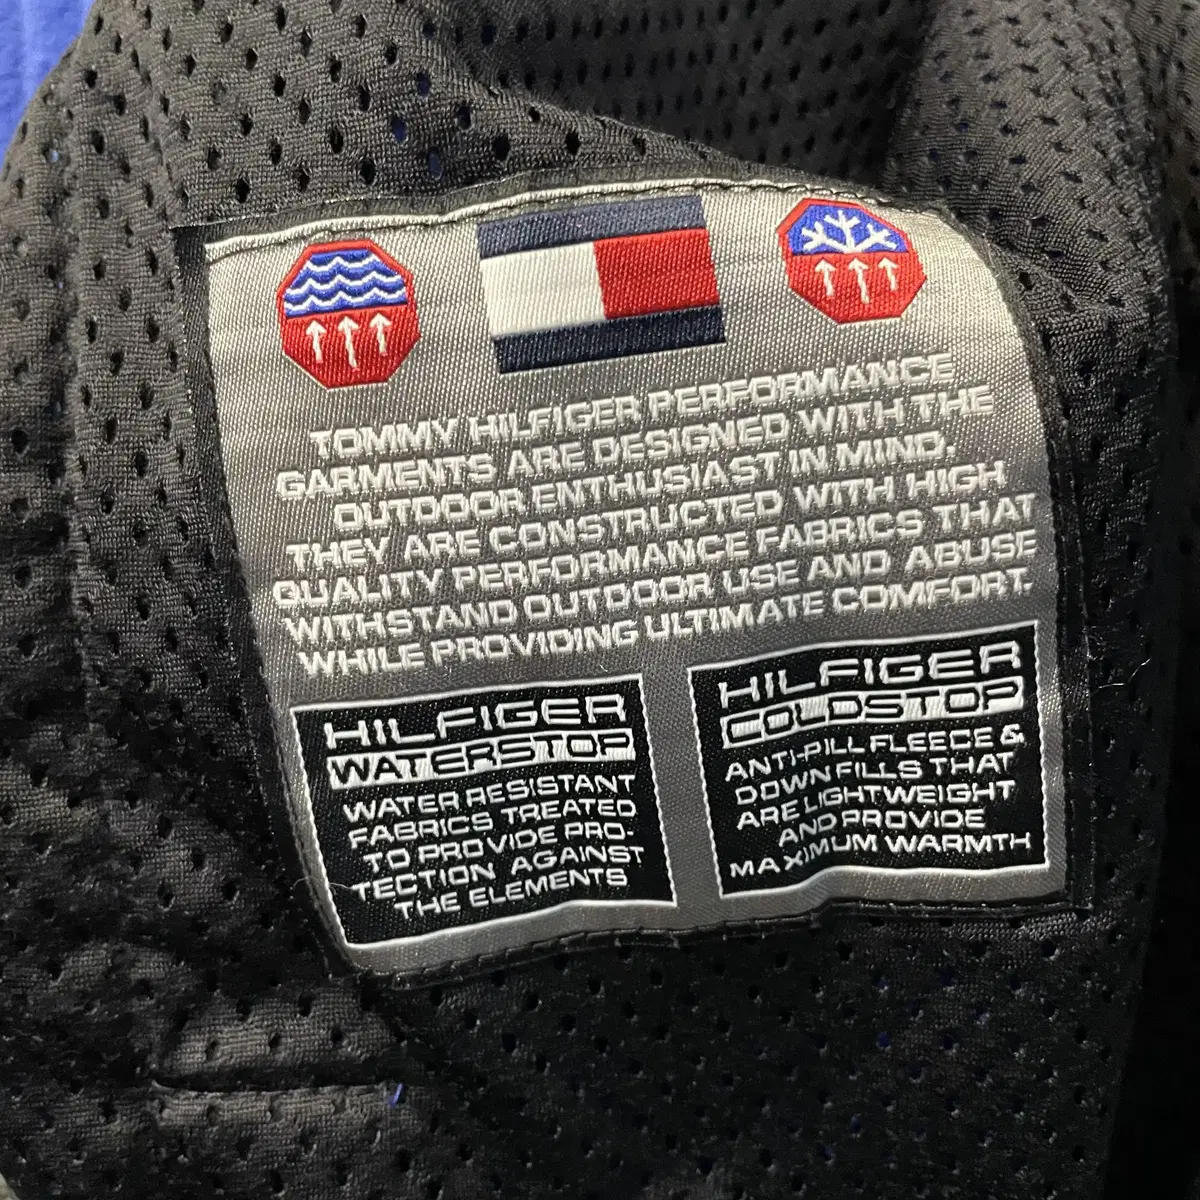 TOMMY HILFIGER PERFORMANCE
GARMENTS ARE DESIGNED WITH THE
OUTDOOR ENTHUSIAST IN MIND.
THEY ARE CONSTRUCTED WITH HIGH
QUALITY PERFORMANCE FABRICS THAT
WITHSTAND OUTDOOR USE AND ABUSE
WHILE PROVIDING ULTIMATE COMFORT.
HILFIGER
WATERSTOP
WATER RESISTANT
FABRICS TREATED
TO PROVIDE PRO-
TECTION AGAINST
THE ELEMENTS
HILFIGER
COLDSTOP
ANTI-PILL FLEECE &
DOWN FILLS THAT
ARE LIGHTWEIGHT
AND PROVIDE
MAXIMUM WARMTH